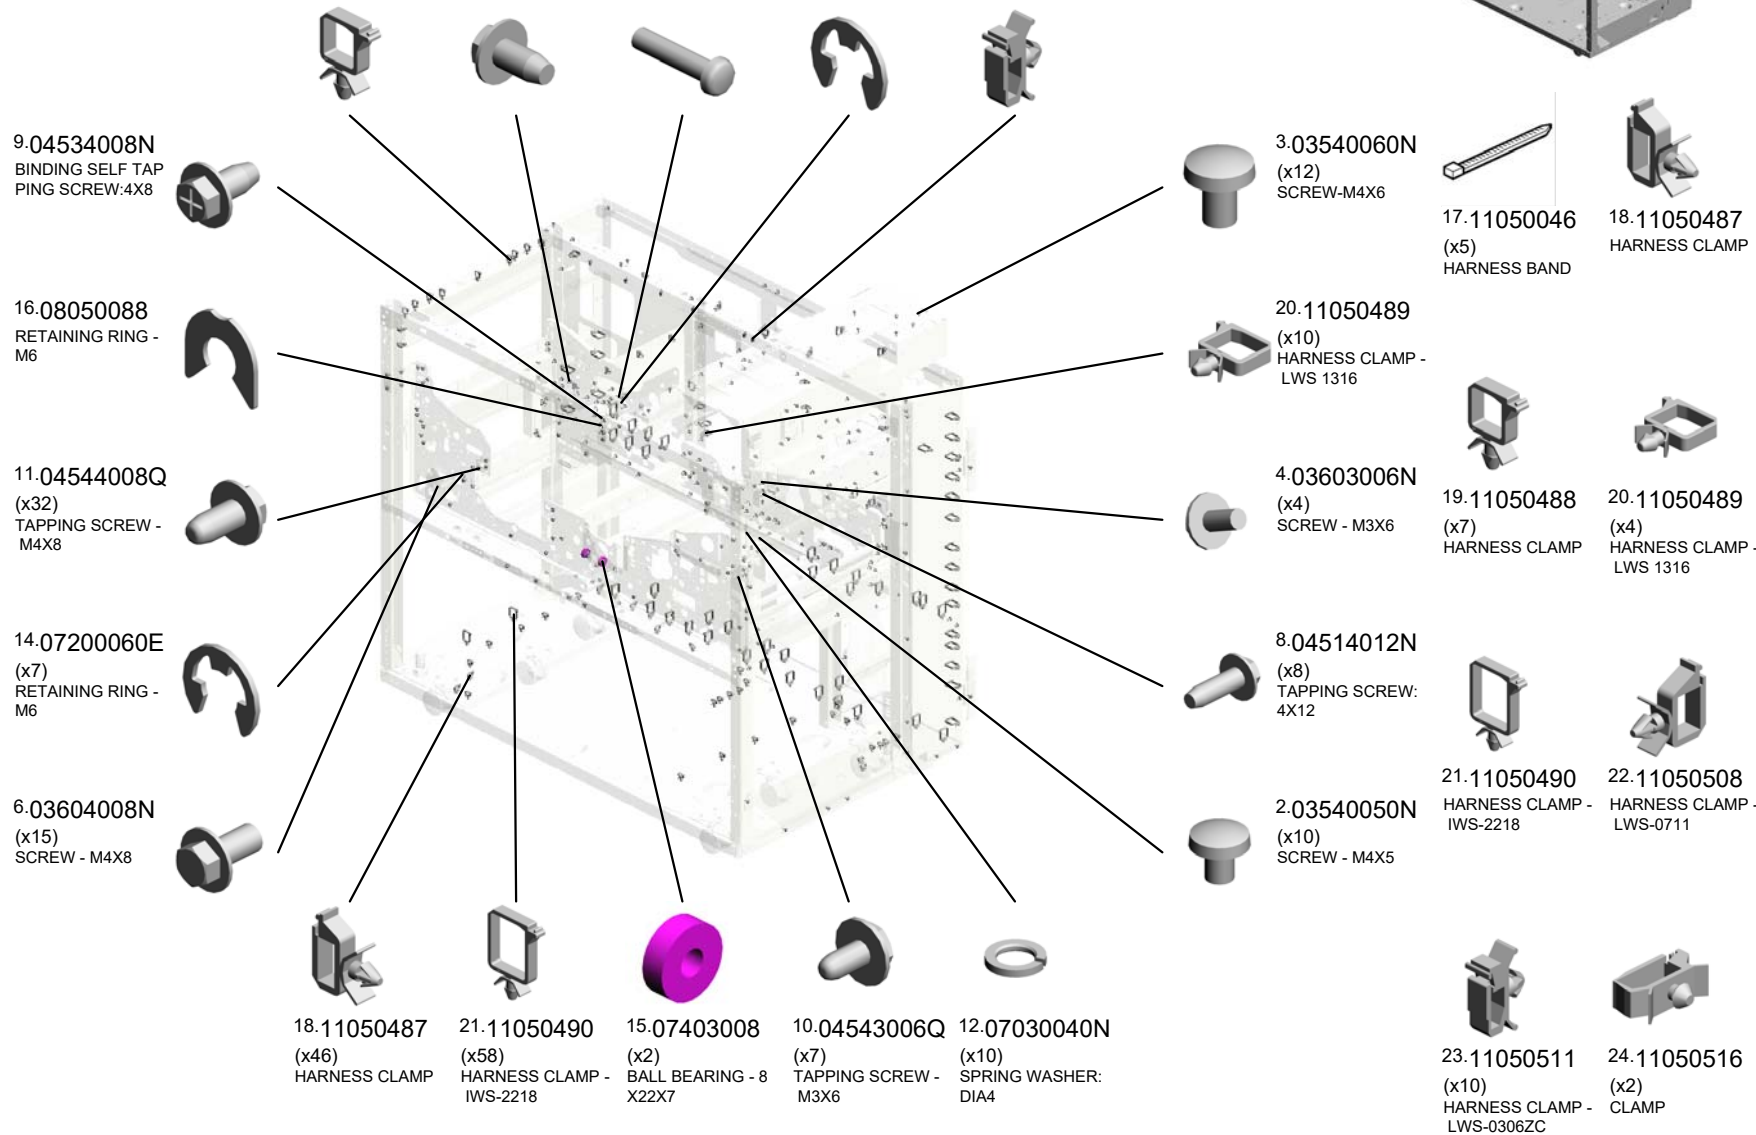 9.04534008N
BINDING SELF TAP
PING SCREW:4X8
16.08050088
RETAINING RING -
M6
11.04544008Q
(x32)
TAPPING SCREW -
M4X8
14.07200060E
(x7)
RETAINING RING -
M6
6.03604008N
(x15)
SCREW - M4X8
18.11050487
(x46)
HARNESS CLAMP
21.11050490
(x58)
HARNESS CLAMP -
IWS-2218
15.07403008
(x2)
BALL BEARING - 8
X22X7
10.04543006Q
(x7)
TAPPING SCREW -
M3X6
12.07030040N
(x10)
SPRING WASHER:
DIA4
3.03540060N
(x12)
SCREW-M4X6
20.11050489
(x10)
HARNESS CLAMP -
LWS 1316
4.03603006N
(x4)
SCREW - M3X6
8.04514012N
(x8)
TAPPING SCREW:
4X12
2.03540050N
(x10)
SCREW - M4X5
17.11050046
(x5)
HARNESS BAND
18.11050487
HARNESS CLAMP
19.11050488
(x7)
HARNESS CLAMP
20.11050489
(x4)
HARNESS CLAMP -
LWS 1316
21.11050490
HARNESS CLAMP -
IWS-2218
22.11050508
HARNESS CLAMP -
LWS-0711
23.11050511
(x10)
HARNESS CLAMP -
LWS-0306ZC
24.11050516
(x2)
CLAMP